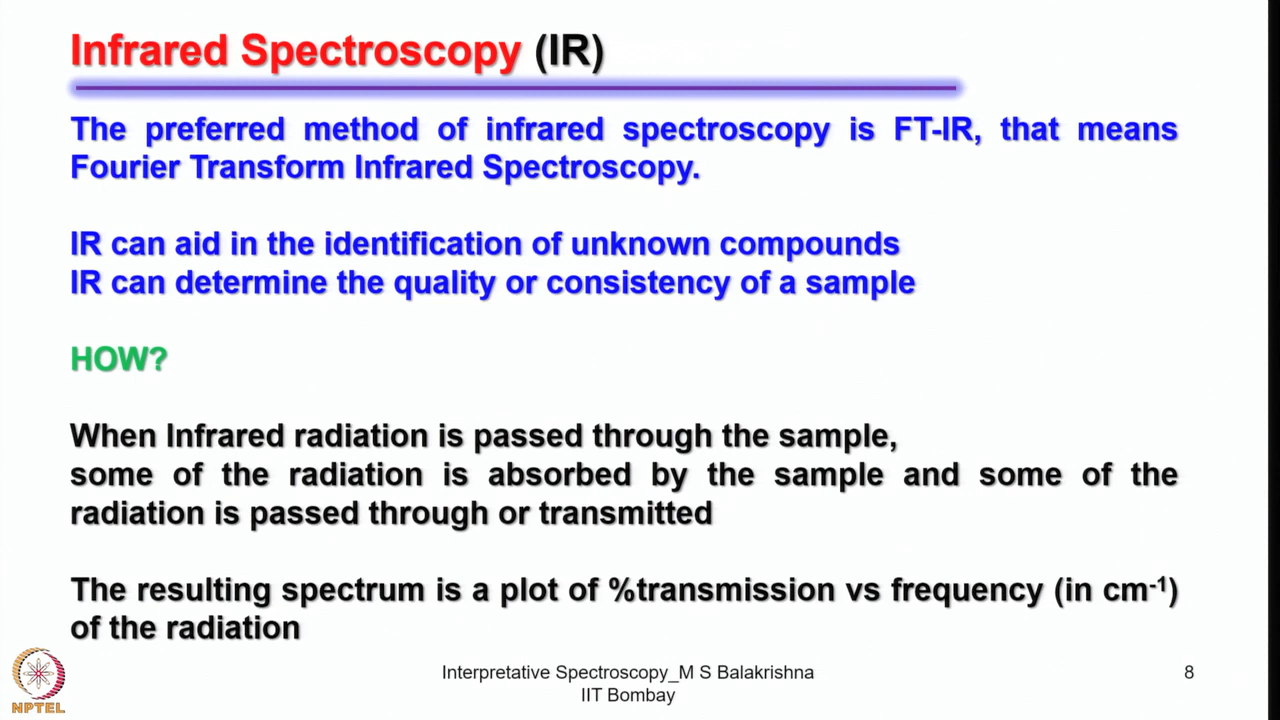 Infrared Spectroscopy (IR)
The preferred method of infrared spectroscopy is FT-IR, that means
Fourier Transform Infrared Spectroscopy.
IR can aid in the identification of unknown compounds
IR can determine the quality or consistency of a sample
HOW?
When Infrared radiation is passed through the sample,
some of the radiation is absorbed by the sample and some of the
radiation is passed through or transmitted
The resulting spectrum is a plot of %transmission vs frequency (in cm⁻¹)
of the radiation
Interpretative Spectroscopy_M S Balakrishna
IIT Bombay
8
NPTEL